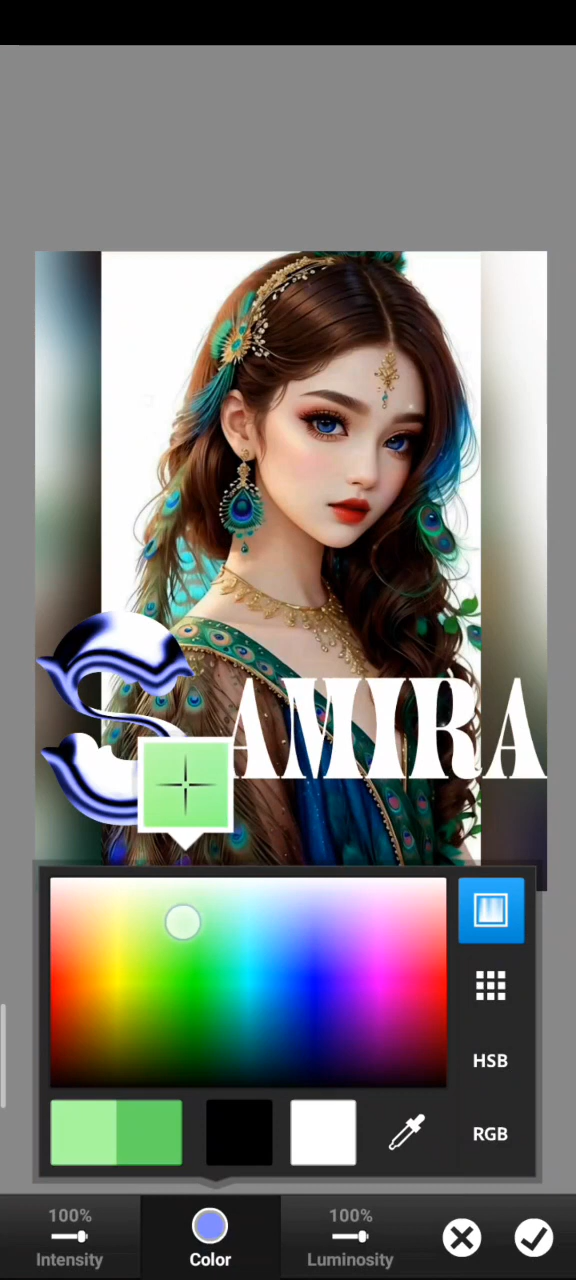 SAMIRA
HSB
RGB
100%
100%
Intensity
Color
Luminosity